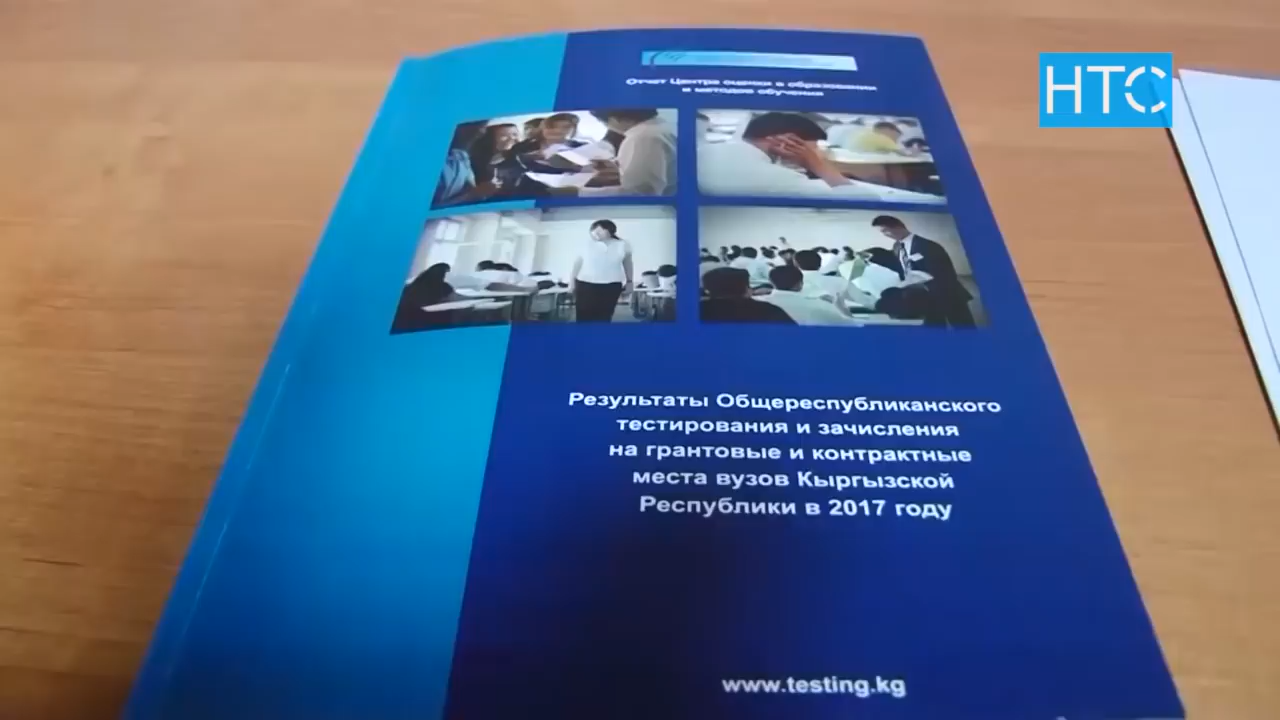 НТС
Отчет Центра оценки в образовании
и методов обучения
Результаты Общереспубликанского
тестирования и зачисления
на грантовые и контрактные
места вузов Кыргызской
Республики в 2017 году
www.testing.kg